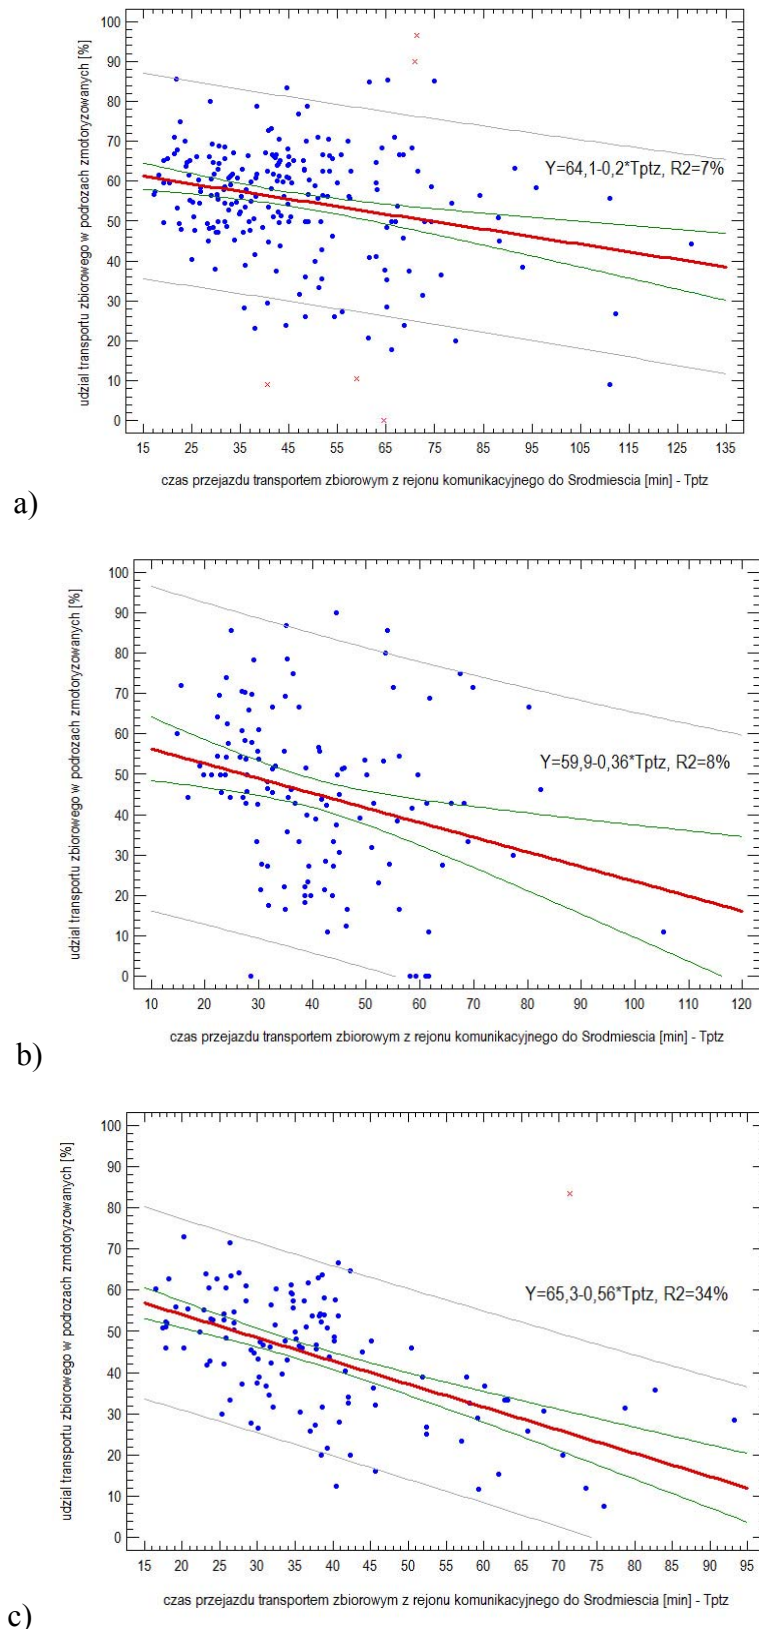 100
90
80
70
60
50
40
30
20
10
0
udzial transportu zbiorowego w podrozach zmotoryzowanych [%]
Y=64,1-0,2*Tptz, R2=7%
15 25 35 45 55 65 75 85 95 105 115 125 135
czas przejazdu transportem zbiorowym z rejonu komunikacyjnego do Srodmiescia [min] - Tptz
a)
100
90
80
70
60
50
40
30
20
10
0
udzial transportu zbiorowego w podrozach zmotoryzowanych [%]
Y=59,9-0,36*Tptz, R2=8%
10 20 30 40 50 60 70 80 90 100 110 120
czas przejazdu transportem zbiorowym z rejonu komunikacyjnego do Srodmiescia [min] - Tptz
b)
100
90
80
70
60
50
40
30
20
10
0
udzial transportu zbiorowego w podrozach zmotoryzowanych [%]
Y=65,3-0,56*Tptz, R2=34%
15 20 25 30 35 40 45 50 55 60 65 70 75 80 85 90 95
czas przejazdu transportem zbiorowym z rejonu komunikacyjnego do Srodmiescia [min] - Tptz
c)